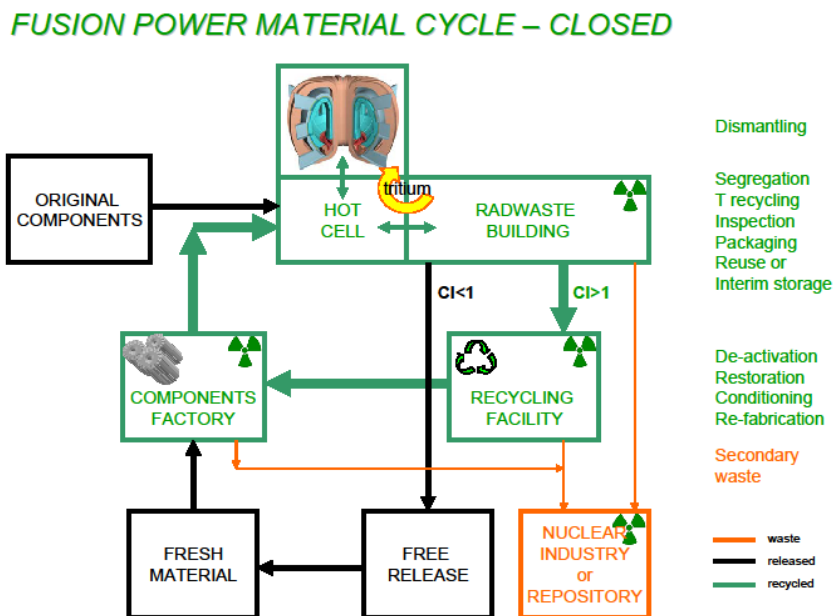 FUSION POWER MATERIAL CYCLE – CLOSED
ORIGINAL
COMPONENTS
tritium
HOT
CELL
RADWASTE
BUILDING
Dismantling
Segregation
T recycling
Inspection
Packaging
Reuse or
Interim storage
CI<1
CI>1
COMPONENTS
FACTORY
RECYCLING
FACILITY
De-activation
Restoration
Conditioning
Re-fabrication
Secondary
waste
FRESH
MATERIAL
FREE
RELEASE
NUCLEAR
INDUSTRY
or
REPOSITORY
waste
released
recycled